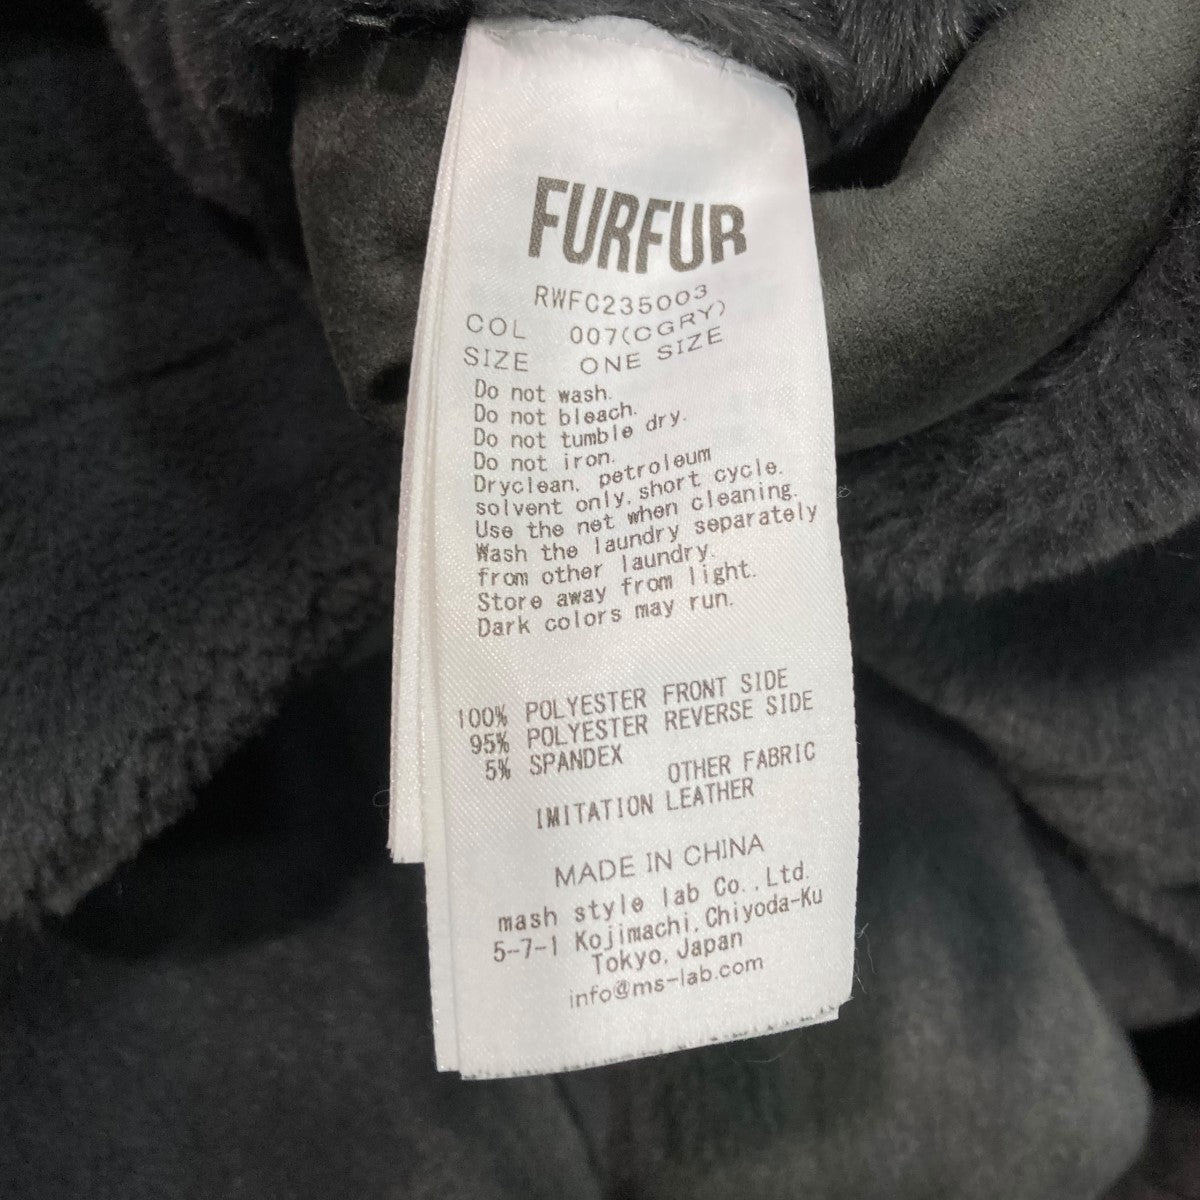 FURFUR
RWFC235003
COL 007(CGRY)
SIZE ONE SIZE
Do not wash.
Do not bleach.
Do not tumble dry.
Do not iron.
Dryclean, petroleum
solvent only, short cycle.
Use the net when cleaning.
Wash the laundry separately
from other laundry.
Store away from light.
Dark colors may run.
100% POLYESTER FRONT SIDE
95% POLYESTER REVERSE SIDE
5% SPANDEX
OTHER FABRIC
IMITATION LEATHER
MADE IN CHINA
mash style lab Co., Ltd.
5-7-1 Kojimachi, Chiyoda-Ku
Tokyo, Japan
info@ms-lab.com